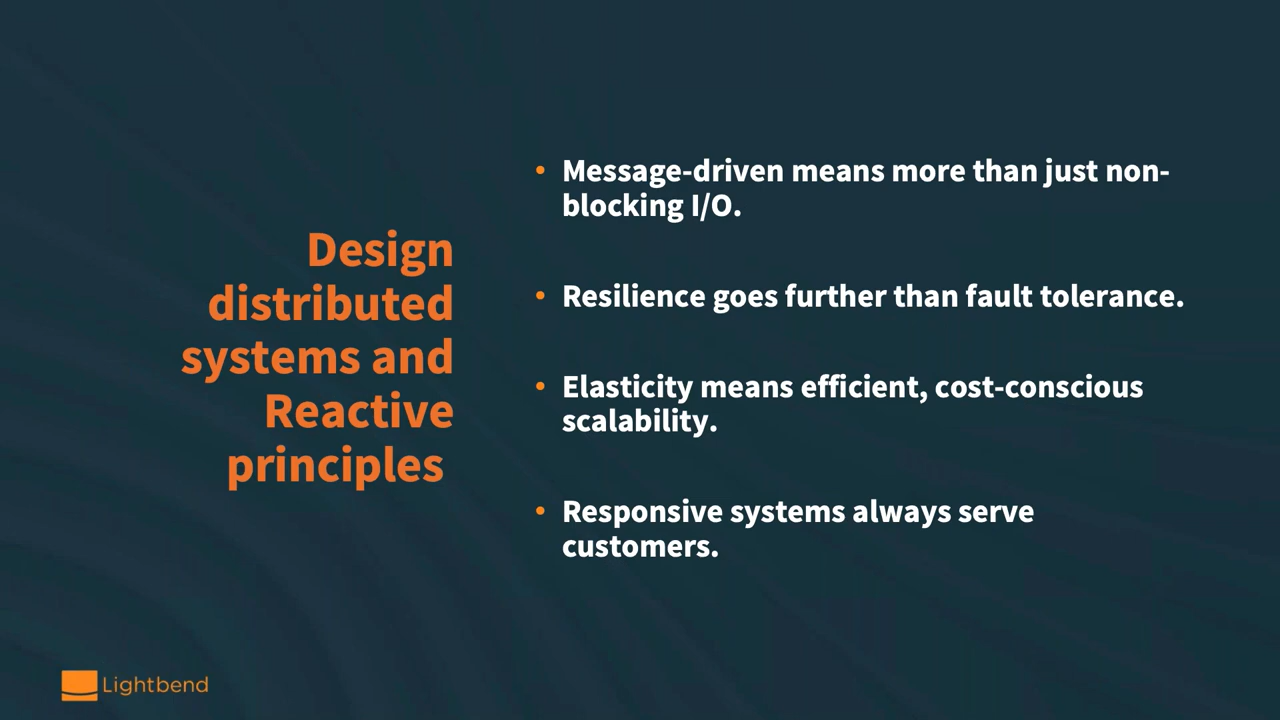 Design
distributed
systems and
Reactive
principles
• Message-driven means more than just non-
blocking I/O.
• Resilience goes further than fault tolerance.
• Elasticity means efficient, cost-conscious
scalability.
• Responsive systems always serve
customers.
Lightbend